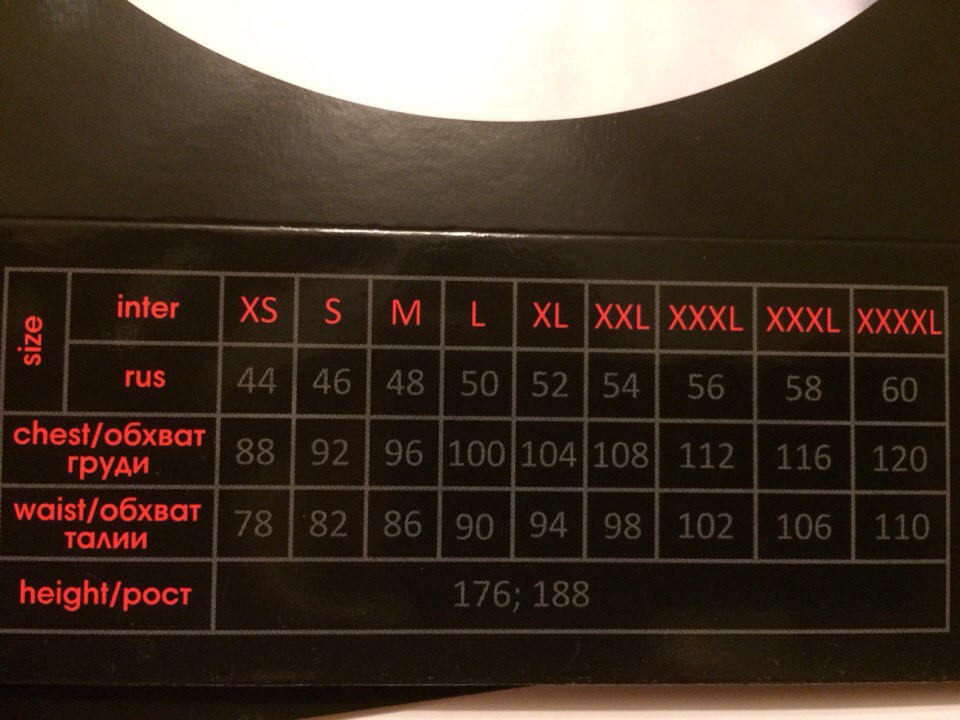 size inter XS S M L XL XXL XXXL XXXL XXXXL
rus 44 46 48 50 52 54 56 58 60
chest/обхват
груди 88 92 96 100 104 108 112 116 120
waist/обхват
талии 78 82 86 90 94 98 102 106 110
height/рост 176; 188